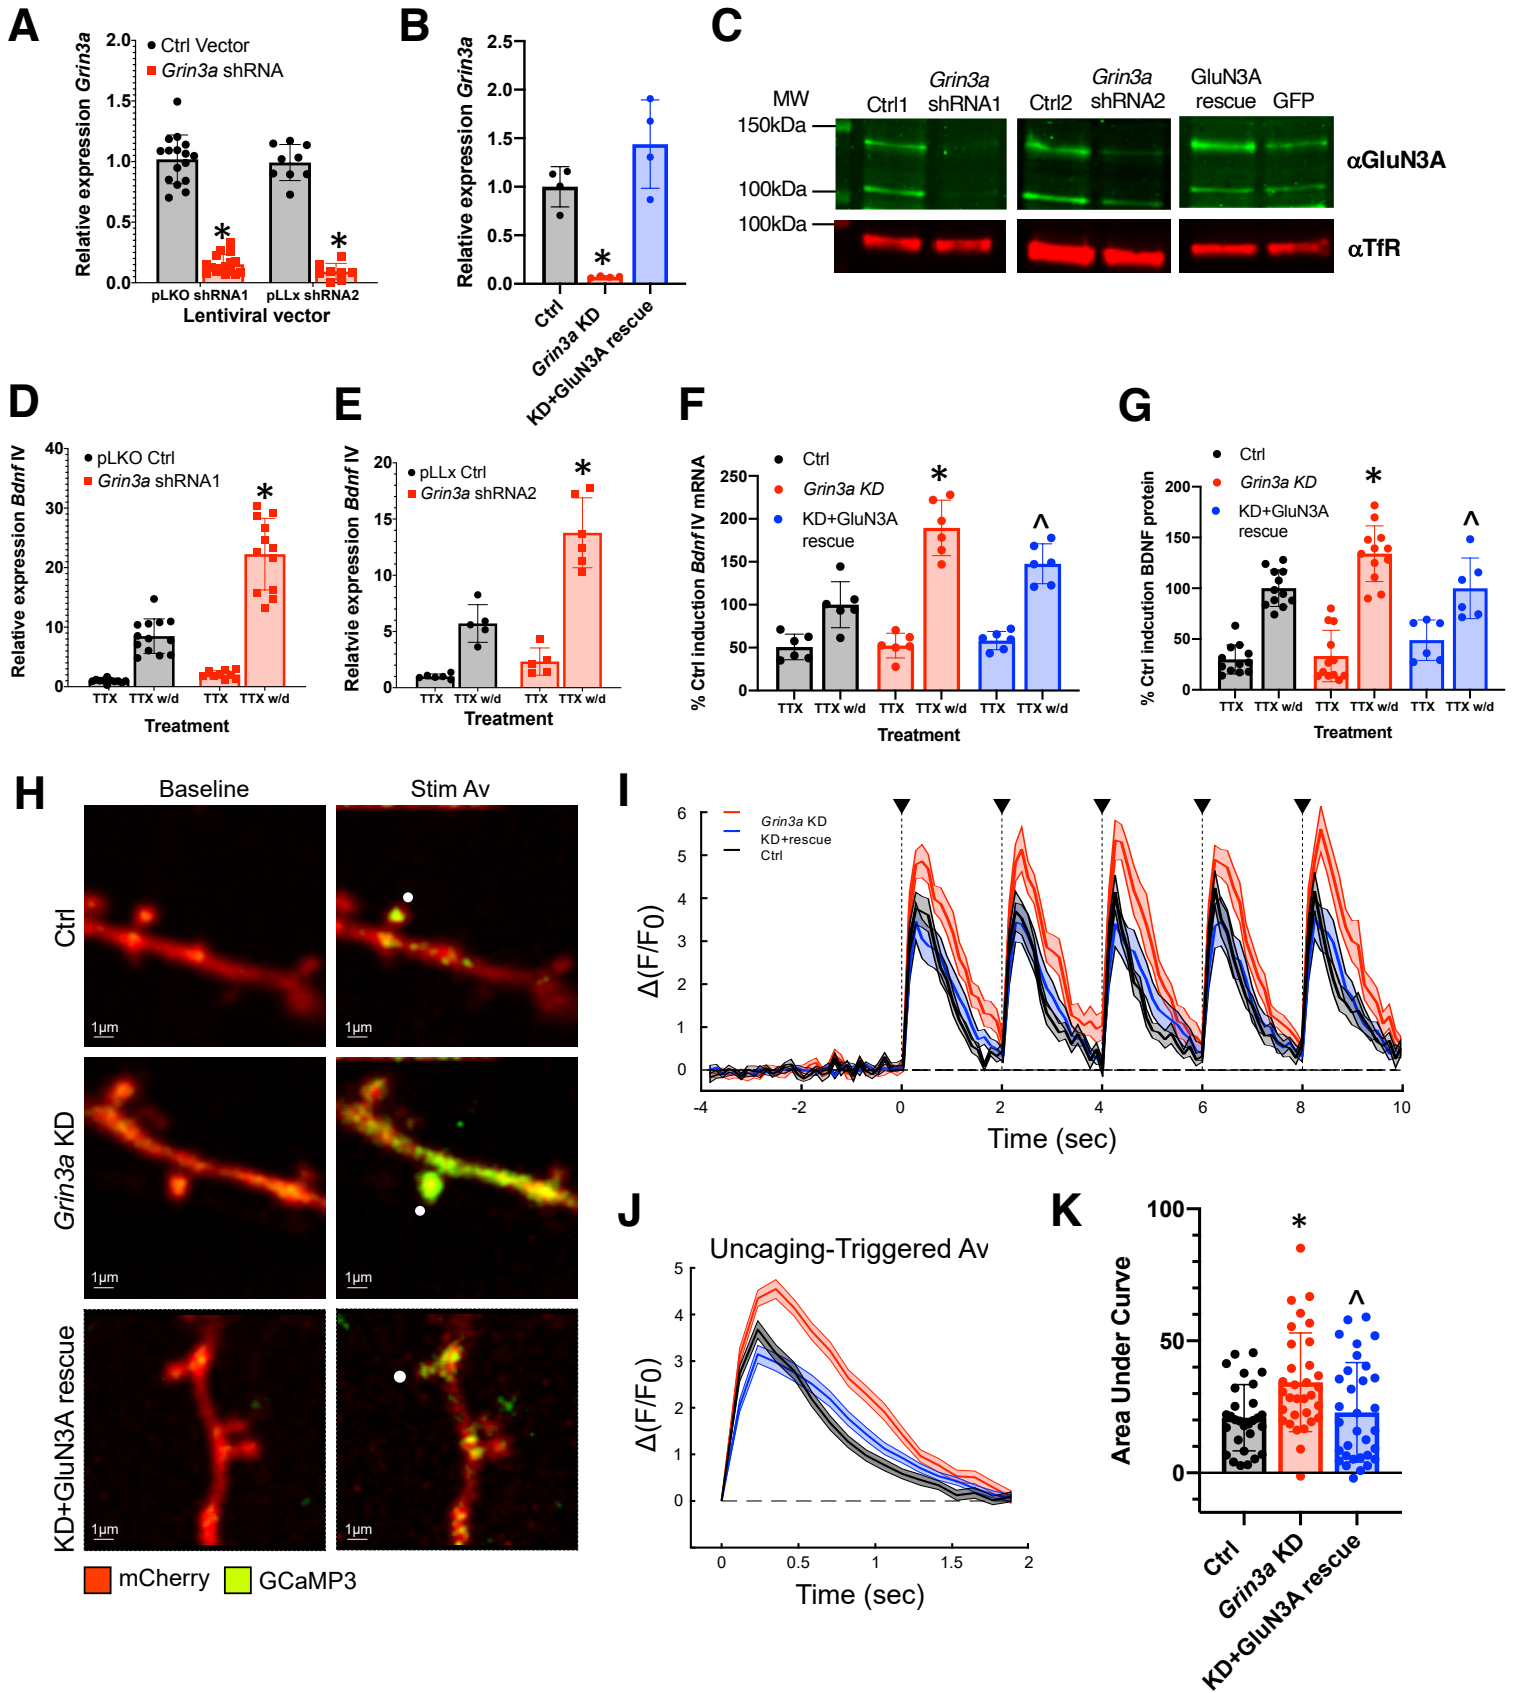 A
Relative expression Grin3a
2.0
1.5
1.0
0.5
0.0
Ctrl Vector
Grin3a shRNA
*
*
pLKO shRNA1
pLLx shRNA2
Lentiviral vector
B
Relative expression Grin3a
2.5
2.0
1.5
1.0
0.5
0.0
*
Ctrl
Grin3a KD
KD+GluN3A rescue
C
MW
Ctrl1
Grin3a
shRNA1
Ctrl2
Grin3a
shRNA2
GluN3A
rescue
GFP
150kDa
100kDa
100kDa
αGluN3A
αTfR
D
Relative expression Bdnf IV
40
30
20
10
0
pLKO Ctrl
Grin3a shRNA1
*
TTX
TTX w/d
TTX
TTX w/d
Treatment
E
Relatvie expression Bdnf IV
20
15
10
5
0
pLLx Ctrl
Grin3a shRNA2
*
TTX
TTX w/d
TTX
TTX w/d
Treatment
F
% Ctrl induction Bdnf IV mRNA
250
200
150
100
50
0
Ctrl
Grin3a KD
KD+GluN3A
rescue
*
^
TTX
TTX w/d
TTX
TTX w/d
TTX
TTX w/d
Treatment
G
% Ctrl indcution BDNF protein
200
150
100
50
0
Ctrl
Grin3a KD
KD+GluN3A
rescue
*
^
TTX
TTX w/d
TTX
TTX w/d
TTX
TTX w/d
Treatment
H
Baseline
Stim Av
Ctrl
1µm
1µm
Grin3a KD
1µm
1µm
KD+GluN3A rescue
1µm
1µm
mCherry
GCaMP3
I
Δ(F/F0)
6
5
4
3
2
1
0
Grin3a KD
KD+rescue
Ctrl
-4
-2
0
2
4
6
8
10
Time (sec)
J
Uncaging-Triggered Av
Δ(F/F0)
5
4
3
2
1
0
0
0.5
1
1.5
2
Time (sec)
K
Area Under Curve
100
50
0
*
^
Ctrl
Grin3a KD
KD+GluN3A rescue